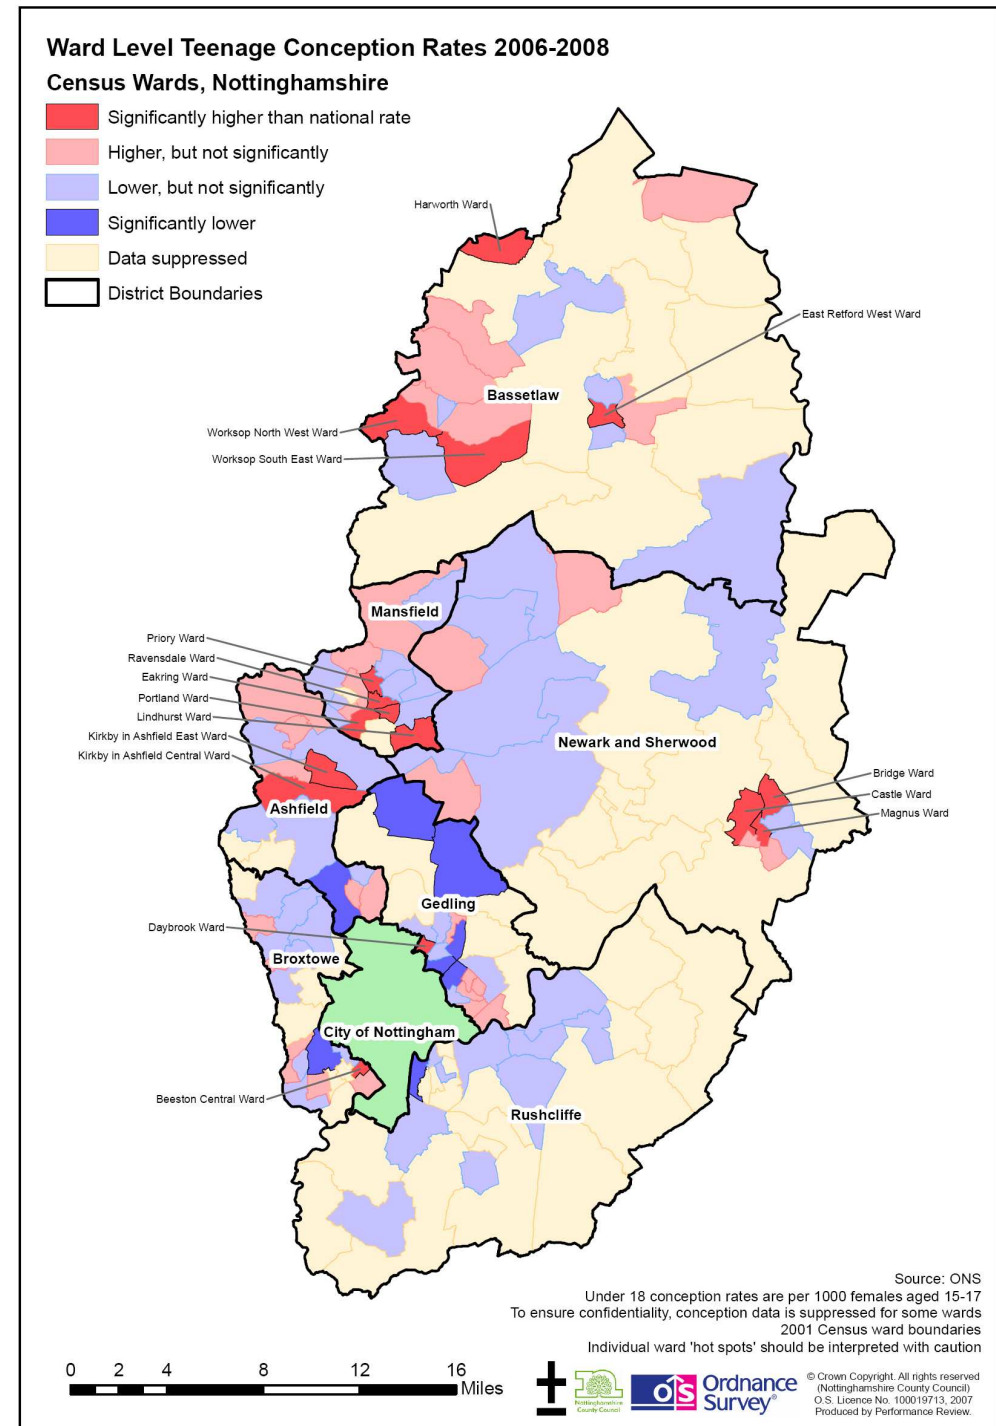 Ward Level Teenage Conception Rates 2006-2008
Census Wards, Nottinghamshire
Significantly higher than national rate
Higher, but not significantly
Lower, but not significantly
Significantly lower
Data suppressed
District Boundaries
Harworth Ward
East Retford West Ward
Bassetlaw
Worksop North West Ward
Worksop South East Ward
Mansfield
Priory Ward
Ravensdale Ward
Eakring Ward
Portland Ward
Lindhurst Ward
Kirkby in Ashfield East Ward
Kirkby in Ashfield Central Ward
Newark and Sherwood
Bridge Ward
Castle Ward
Magnus Ward
Ashfield
Gedling
Daybrook Ward
Broxtowe
City of Nottingham
Beeston Central Ward
Rushcliffe
Source: ONS
Under 18 conception rates are per 1000 females aged 15-17
To ensure confidentiality, conception data is suppressed for some wards
2001 Census ward boundaries
Individual ward 'hot spots' should be interpreted with caution
0 2 4 8 12 16
Miles
Nottinghamshire
County Council
OS Ordnance
Survey®
© Crown Copyright. All rights reserved
(Nottinghamshire County Council)
O.S. Licence No. 100019713, 2007
Produced by Performance Review.